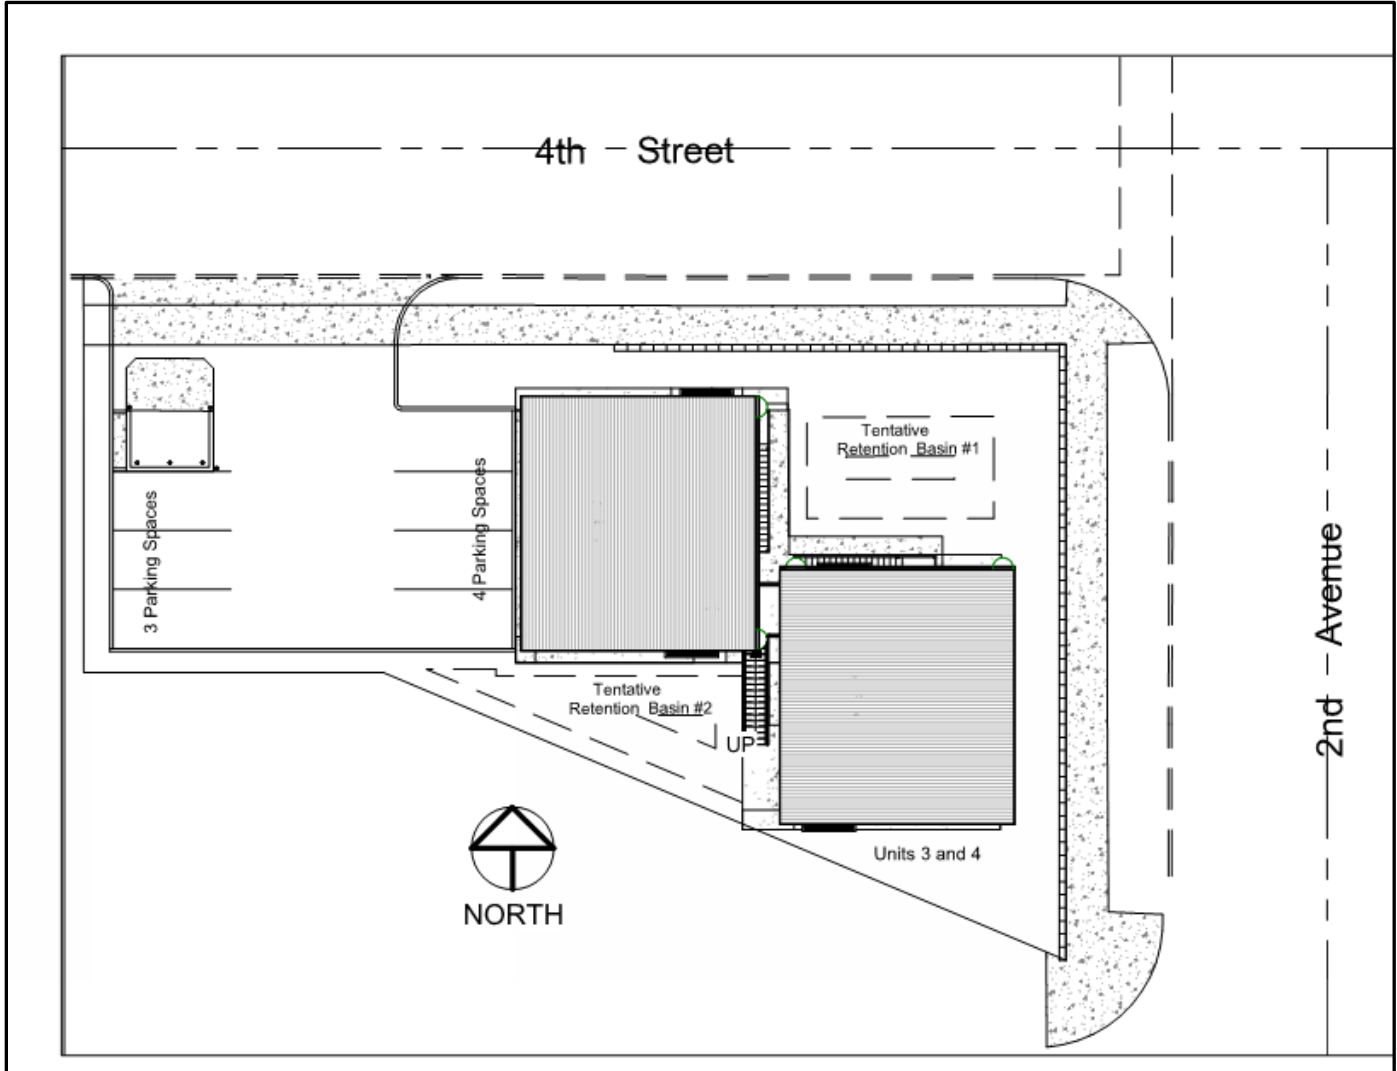 4th Street
Tentative
Retention Basin #1
3 Parking Spaces
4 Parking Spaces
2nd Avenue
Tentative
Retention Basin #2
UP
Units 3 and 4
NORTH